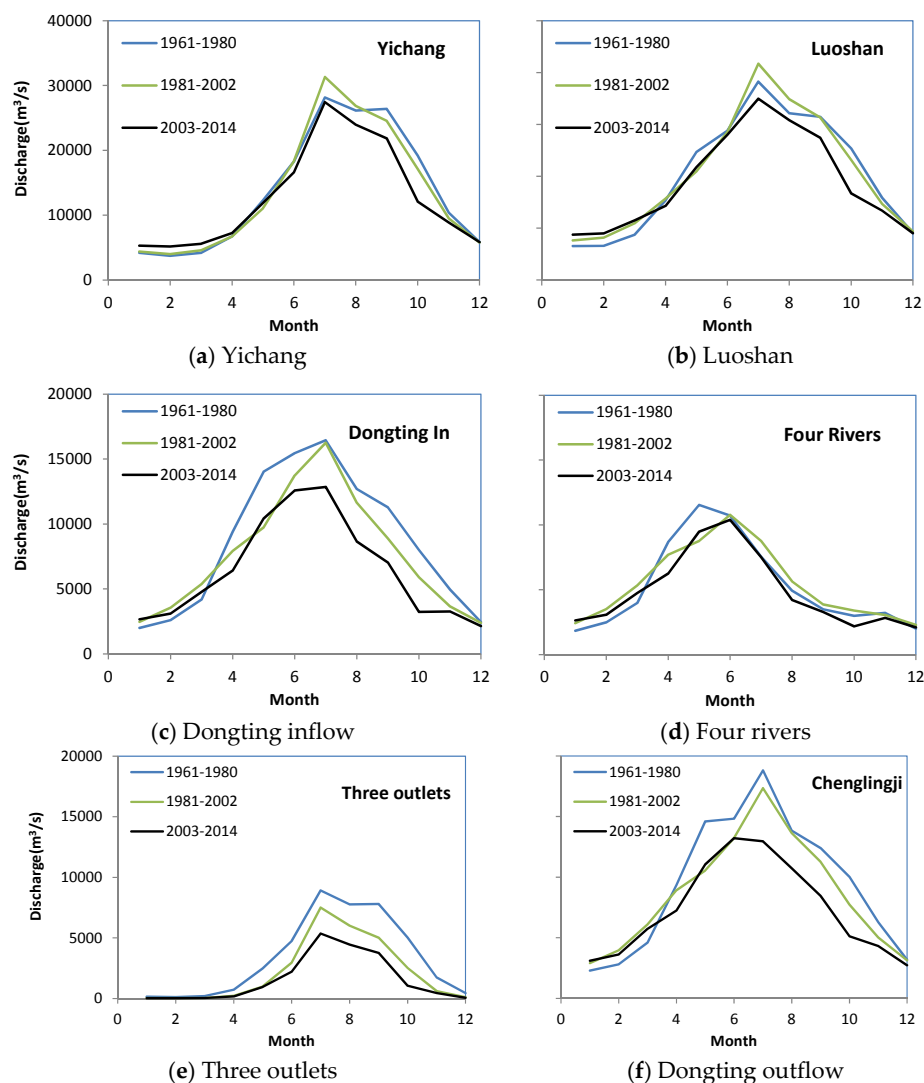 40000
30000
20000
10000
0
Discharge(m³/s)
1961-1980
1981-2002
2003-2014
Yichang
0 2 4 6 8 10 12
Month
(a) Yichang
1961-1980
1981-2002
2003-2014
Luoshan
0 2 4 6 8 10 12
Month
(b) Luoshan
20000
15000
10000
5000
0
Discharge(m³/s)
1961-1980
1981-2002
2003-2014
Dongting In
0 2 4 6 8 10 12
Month
(c) Dongting inflow
1961-1980
1981-2002
2003-2014
Four Rivers
0 2 4 6 8 10 12
Month
(d) Four rivers
20000
15000
10000
5000
0
Discharge(m³/s)
1961-1980
1981-2002
2003-2014
Three outlets
0 2 4 6 8 10 12
Month
(e) Three outlets
1961-1980
1981-2002
2003-2014
Chenglingji
0 2 4 6 8 10 12
Month
(f) Dongting outflow